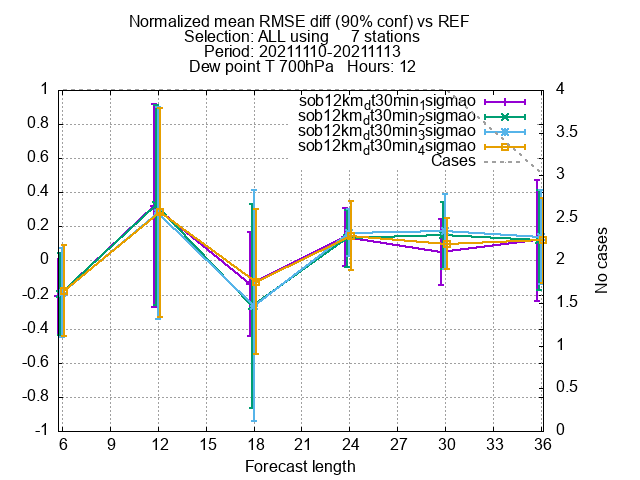 Normalized mean RMSE diff (90% conf) vs REF
Selection: ALL using 7 stations
Period: 20211110-20211113
Dew point T 700hPa Hours: 12
sob12km_dt30min_1sigmao
sob12km_dt30min_2sigmao
sob12km_dt30min_3sigmao
sob12km_dt30min_4sigmao
Cases
1
0.8
0.6
0.4
0.2
0
-0.2
-0.4
-0.6
-0.8
-1
4
3.5
3
2.5
2
1.5
1
0.5
0
No cases
6 9 12 15 18 21 24 27 30 33 36
Forecast length